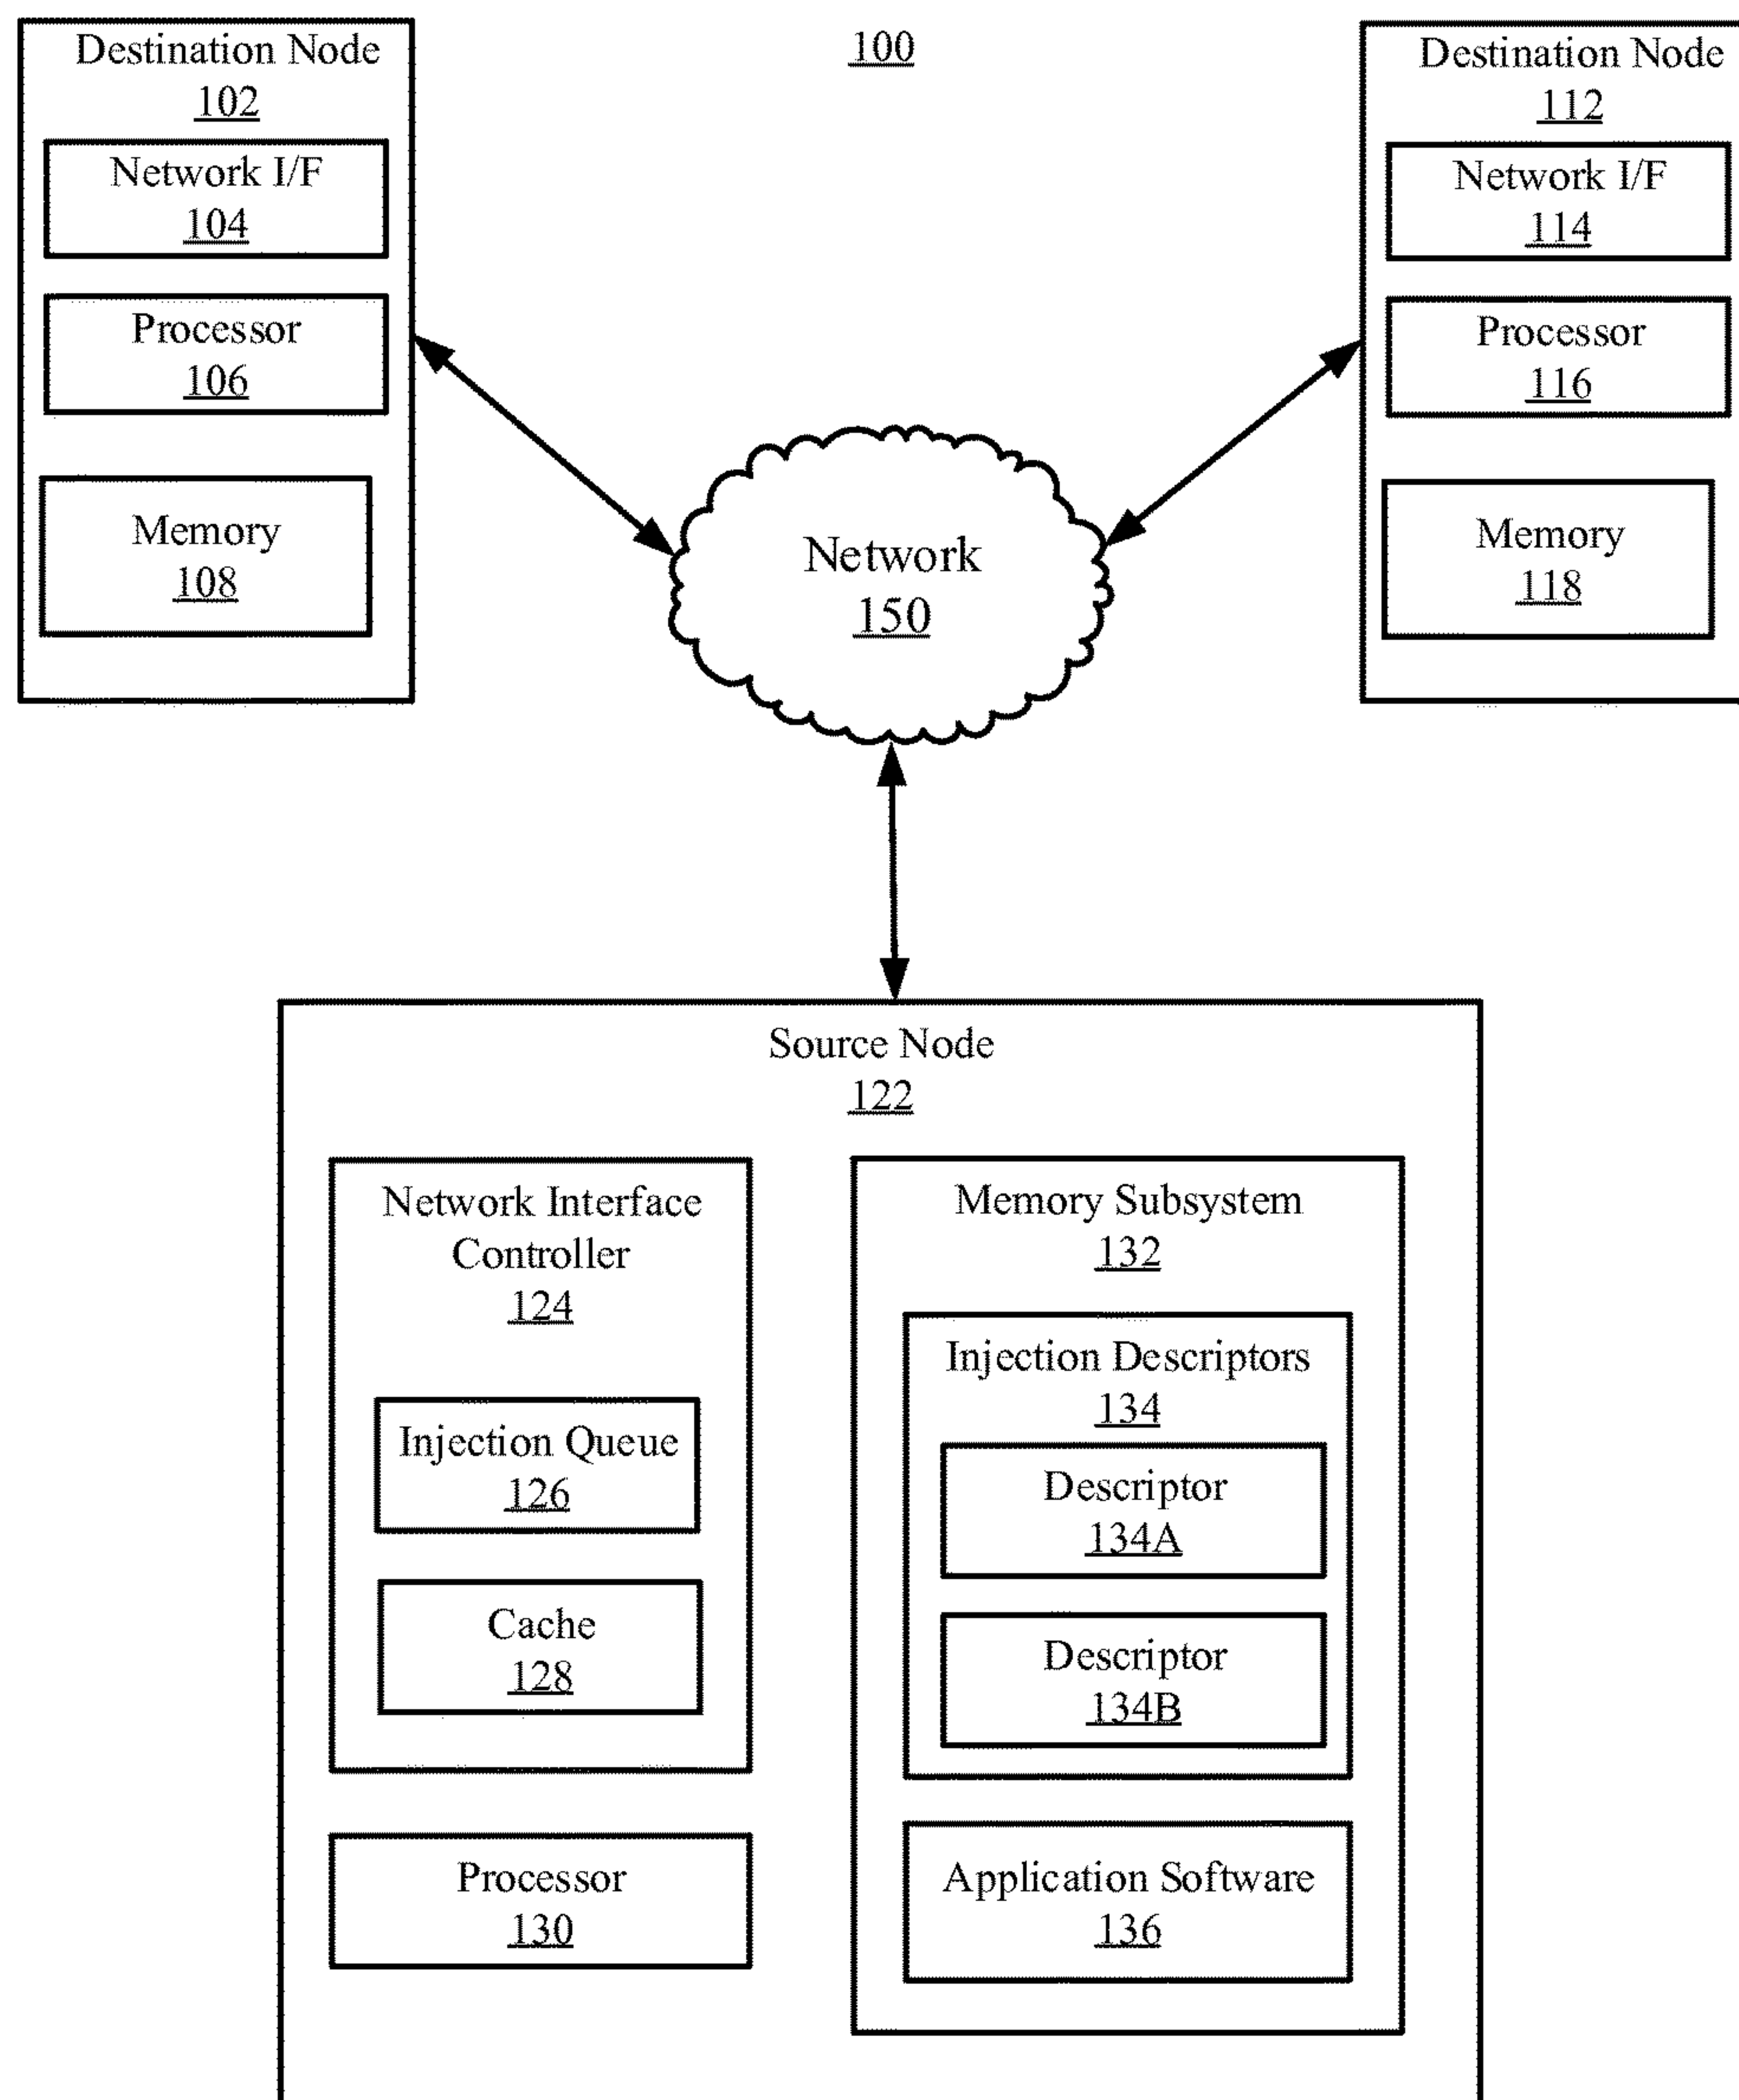 100
Destination Node
102
Network I/F
104
Processor
106
Memory
108
Destination Node
112
Network I/F
114
Processor
116
Memory
118
Network
150
Source Node
122
Network Interface
Controller
124
Injection Queue
126
Cache
128
Processor
130
Memory Subsystem
132
Injection Descriptors
134
Descriptor
134A
Descriptor
134B
Application Software
136